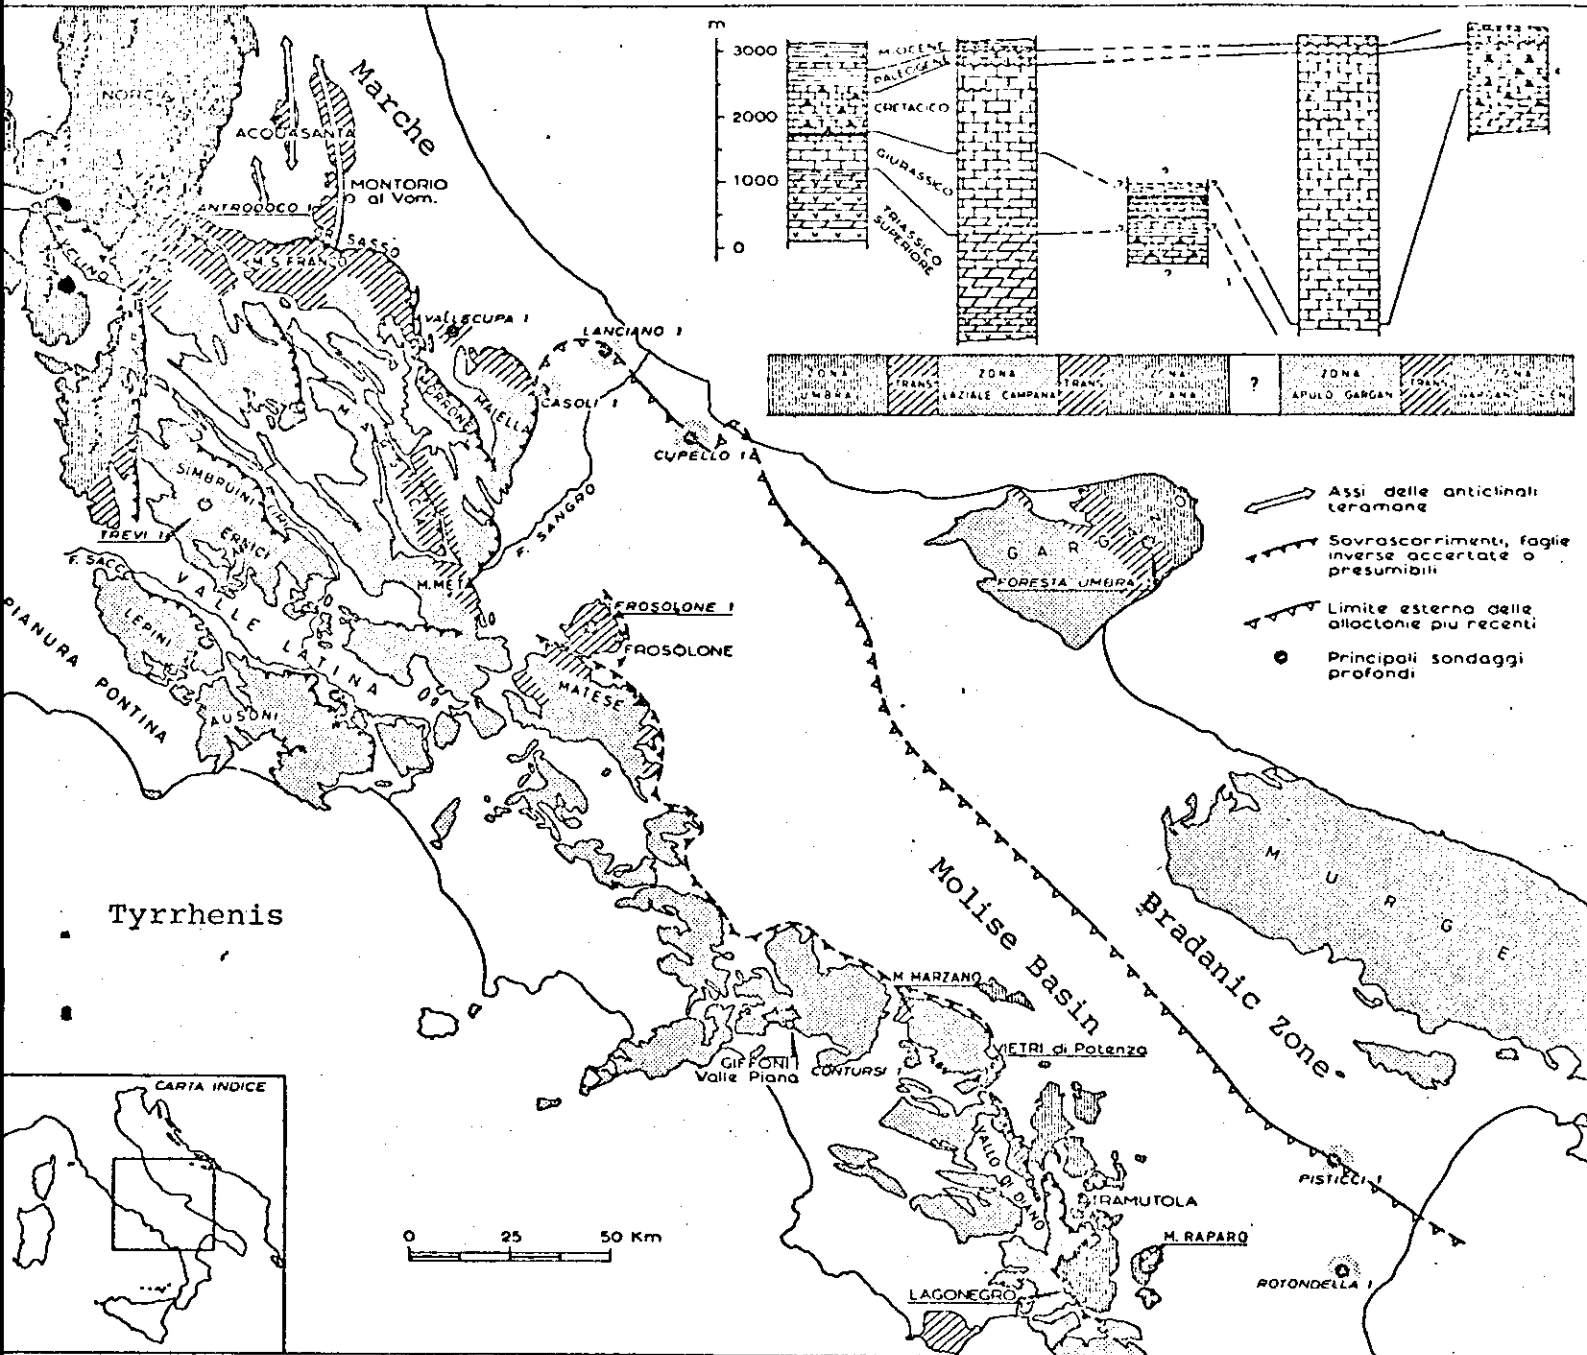 m
3000
2000
1000
0
MIOCENE
PALEOGENE
CRETACICO
GIURASSICO
TRIASSICO
SUPERIORE
?
?
?
?
?
ZONA
UMBRA
TRANS
ZONA
LAZIALE CAMPANA
TRANS
ZONA
?
ZONA
APULO GARGAN
TRANS
ZONA
Assi delle anticlinali
teramane
Sovrascorrimenti, faglie
inverse accertate o
presumibili
Limite esterno delle
alloctonie piu recenti
Principali sondaggi
profondi
NORCIA
Marche
ACQUASANTA
MONTORIO
al Vom.
ANTRODOCO 1
SASSO
M.S. FRANCO
VELINO
VALLECUPA 1
LANCIANO 1
MORRONE
MAIELLA
CASOLI 1
CUPELLO 1
F. SANGRO
SIMBRUINI
ERNICI
TREVI 1
F. SACCO
VALLE LATINA
M. META
LEPINI
PIANURA PONTINA
AUSONI
FROSOLONE 1
FROSOLONE
MATESE
GARGANO
FORESTA UMBRA 1
MURGE
Tyrrhenis
Molise Basin
Bradanic Zone
M MARZANO
VIETRI di Potenza
GIFFONI
Valle Piana
CONTURSI
VALLO DI DIANO
TRAMUTOLA
M. RAPARO
LAGONEGRO
PISTICCI 1
ROTONDELLA 1
CARTA INDICE
0 25 50 Km